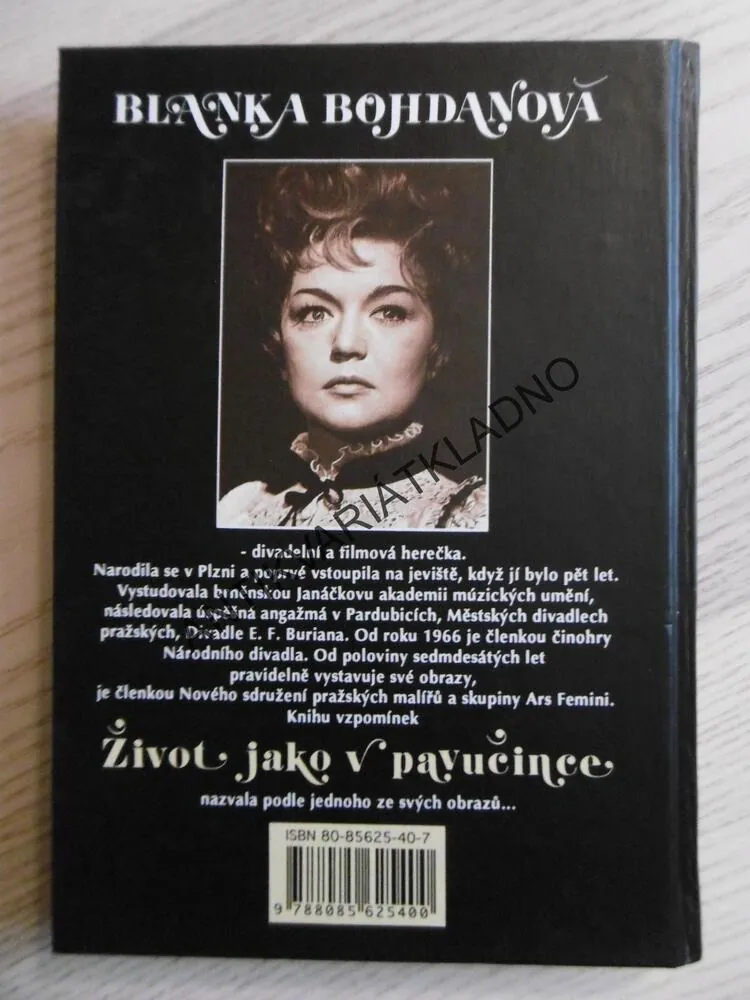 BLANKA BOHDANOVÁ
- divadelní a filmová herečka.
Narodila se v Plzni a poprvé vstoupila na jeviště, když jí bylo pět let.
Vystudovala brněnskou Janáčkovu akademii múzických umění,
následovala úspěšná angažmá v Pardubicích, Městských divadlech
pražských, Divadle E. F. Buriana. Od roku 1966 je členkou činohry
Národního divadla. Od poloviny sedmdesátých let
pravidelně vystavuje své obrazy,
je členkou Nového sdružení pražských malířů a skupiny Ars Femini.
Knihu vzpomínek
Život jako v pavučince
nazvala podle jednoho ze svých obrazů...
ISBN 80-85625-40-7
9 788085 625400
ANTIKVARIÁTKLADNO